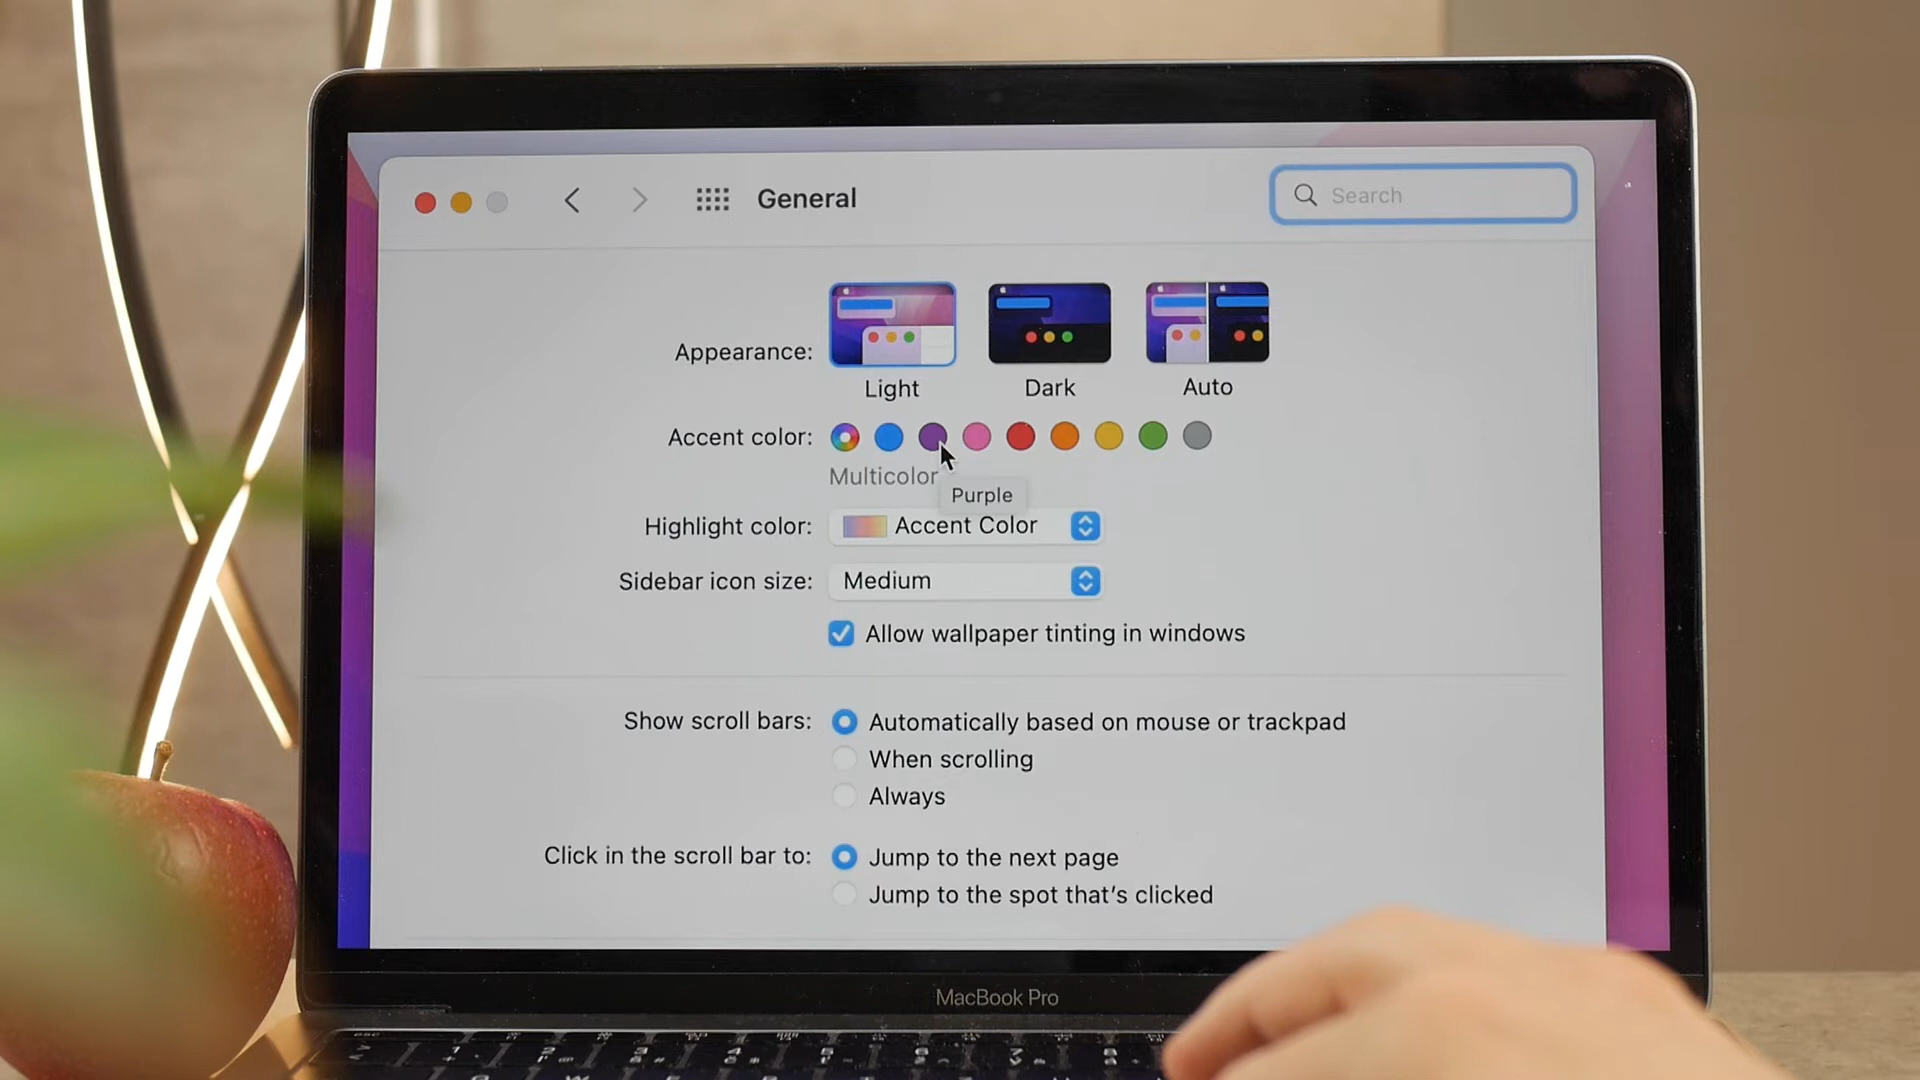 General
Search
Appearance:
Light
Dark
Auto
Accent color:
Multicolor
Purple
Highlight color:
Accent Color
Sidebar icon size:
Medium
Allow wallpaper tinting in windows
Show scroll bars:
Automatically based on mouse or trackpad
When scrolling
Always
Click in the scroll bar to:
Jump to the next page
Jump to the spot that's clicked
MacBook Pro